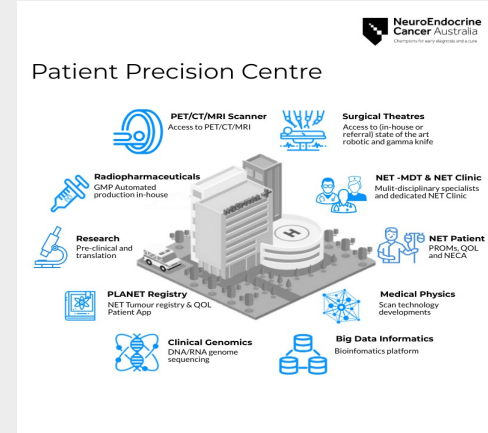 NeuroEndocrine
Cancer Australia
Champions for early diagnosis and a cure
Patient Precision Centre
PET/CT/MRI Scanner
Access to PET/CT/MRI
Surgical Theatres
Access to (in-house or
referral) state of the art
robotic and gamma knife
Radiopharmaceuticals
GMP Automated
production in-house
NET -MDT & NET Clinic
Mulit-disciplinary specialists
and dedicated NET Clinic
Research
Pre-clinical and
translation
NET Patient
PROMs, QOL
and NECA
PLANET Registry
NET Tumour registry & QOL
Patient App
Medical Physics
Scan technology
developments
Clinical Genomics
DNA/RNA genome
sequencing
Big Data Informatics
Bioinfomatics platform
H